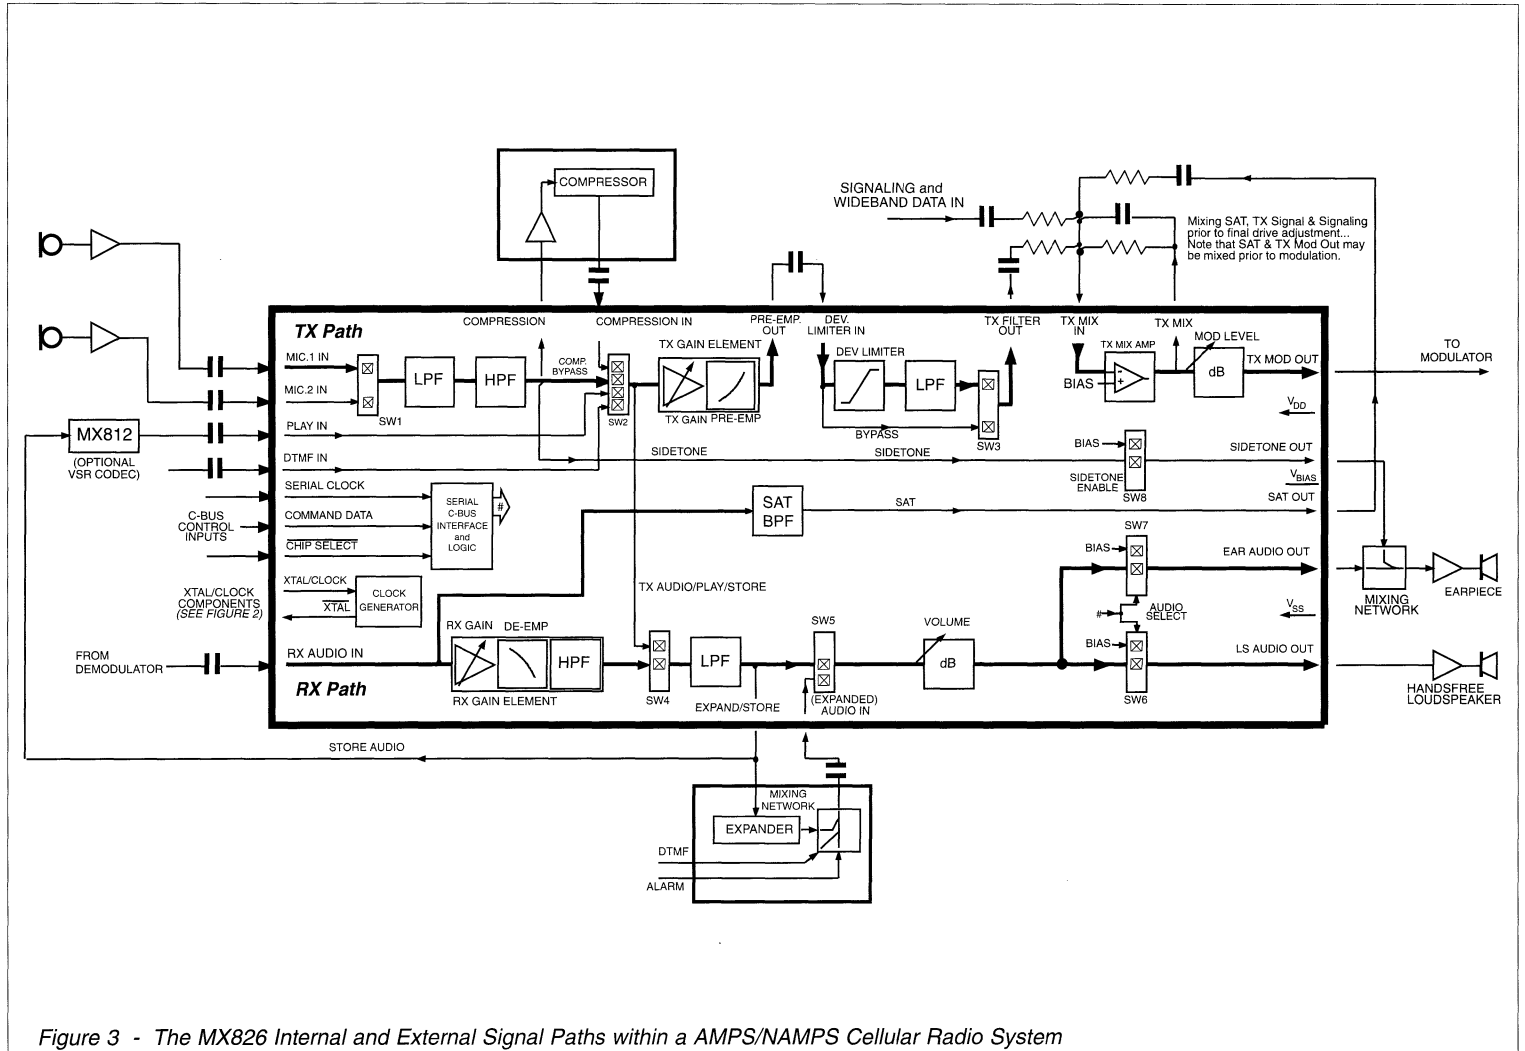 COMPRESSOR
SIGNALING and
WIDEBAND DATA IN
Mixing SAT, TX Signal & Signaling
prior to final drive adjustment...
Note that SAT & TX Mod Out may
be mixed prior to modulation.
TX Path
COMPRESSION
COMPRESSION IN
PRE-EMP.
OUT
DEV.
LIMITER IN
TX FILTER
OUT
TX MIX
IN
TX MIX
MIC.1 IN
LPF
HPF
COMP.
BYPASS
TX GAIN ELEMENT
DEV LIMITER
LPF
TX MIX AMP
MOD LEVEL
TX MOD OUT
TO
MODULATOR
BIAS
-
+
dB
MIC.2 IN
SW1
SW2
TX GAIN
PRE-EMP
VDD
MX812
(OPTIONAL
VSR CODEC)
PLAY IN
BYPASS
SW3
BIAS
SIDETONE OUT
DTMF IN
SIDETONE
SIDETONE
SIDETONE
ENABLE
SW8
VBIAS
SERIAL CLOCK
SAT OUT
C-BUS
CONTROL
INPUTS
COMMAND DATA
CHIP SELECT
SERIAL
C-BUS
INTERFACE
and
LOGIC
#
SAT
BPF
SAT
SW7
BIAS
EAR AUDIO OUT
MIXING
NETWORK
EARPIECE
XTAL/CLOCK
COMPONENTS
(SEE FIGURE 2)
XTAL/CLOCK
XTAL
CLOCK
GENERATOR
TX AUDIO/PLAY/STORE
#
AUDIO
SELECT
VSS
FROM
DEMODULATOR
RX AUDIO IN
RX GAIN
DE-EMP
HPF
SW5
VOLUME
BIAS
LS AUDIO OUT
LPF
dB
RX Path
RX GAIN ELEMENT
SW4
EXPAND/STORE
(EXPANDED)
AUDIO IN
SW6
HANDSFREE
LOUDSPEAKER
STORE AUDIO
MIXING
NETWORK
EXPANDER
DTMF
ALARM
Figure 3 - The MX826 Internal and External Signal Paths within a AMPS/NAMPS Cellular Radio System